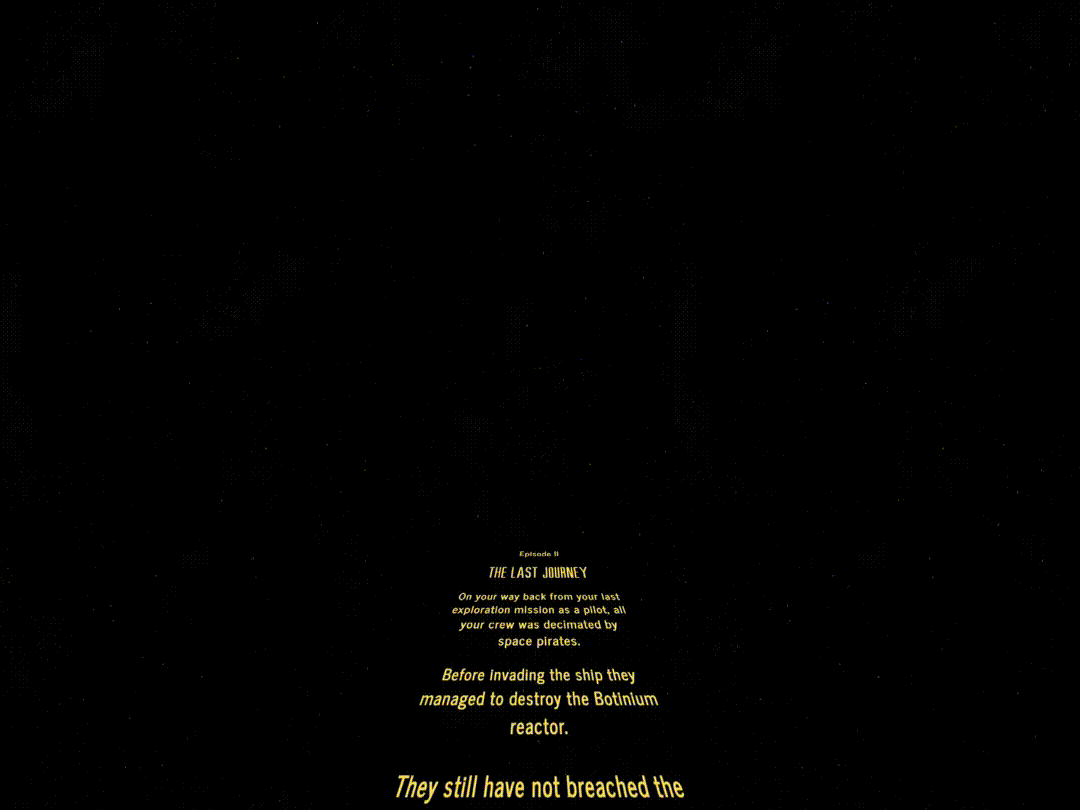 Episode II
THE LAST JOURNEY
On your way back from your last
exploration mission as a pilot, all
your crew was decimated by
space pirates.
Before invading the ship they
managed to destroy the Botinium
reactor.
They still have not breached the